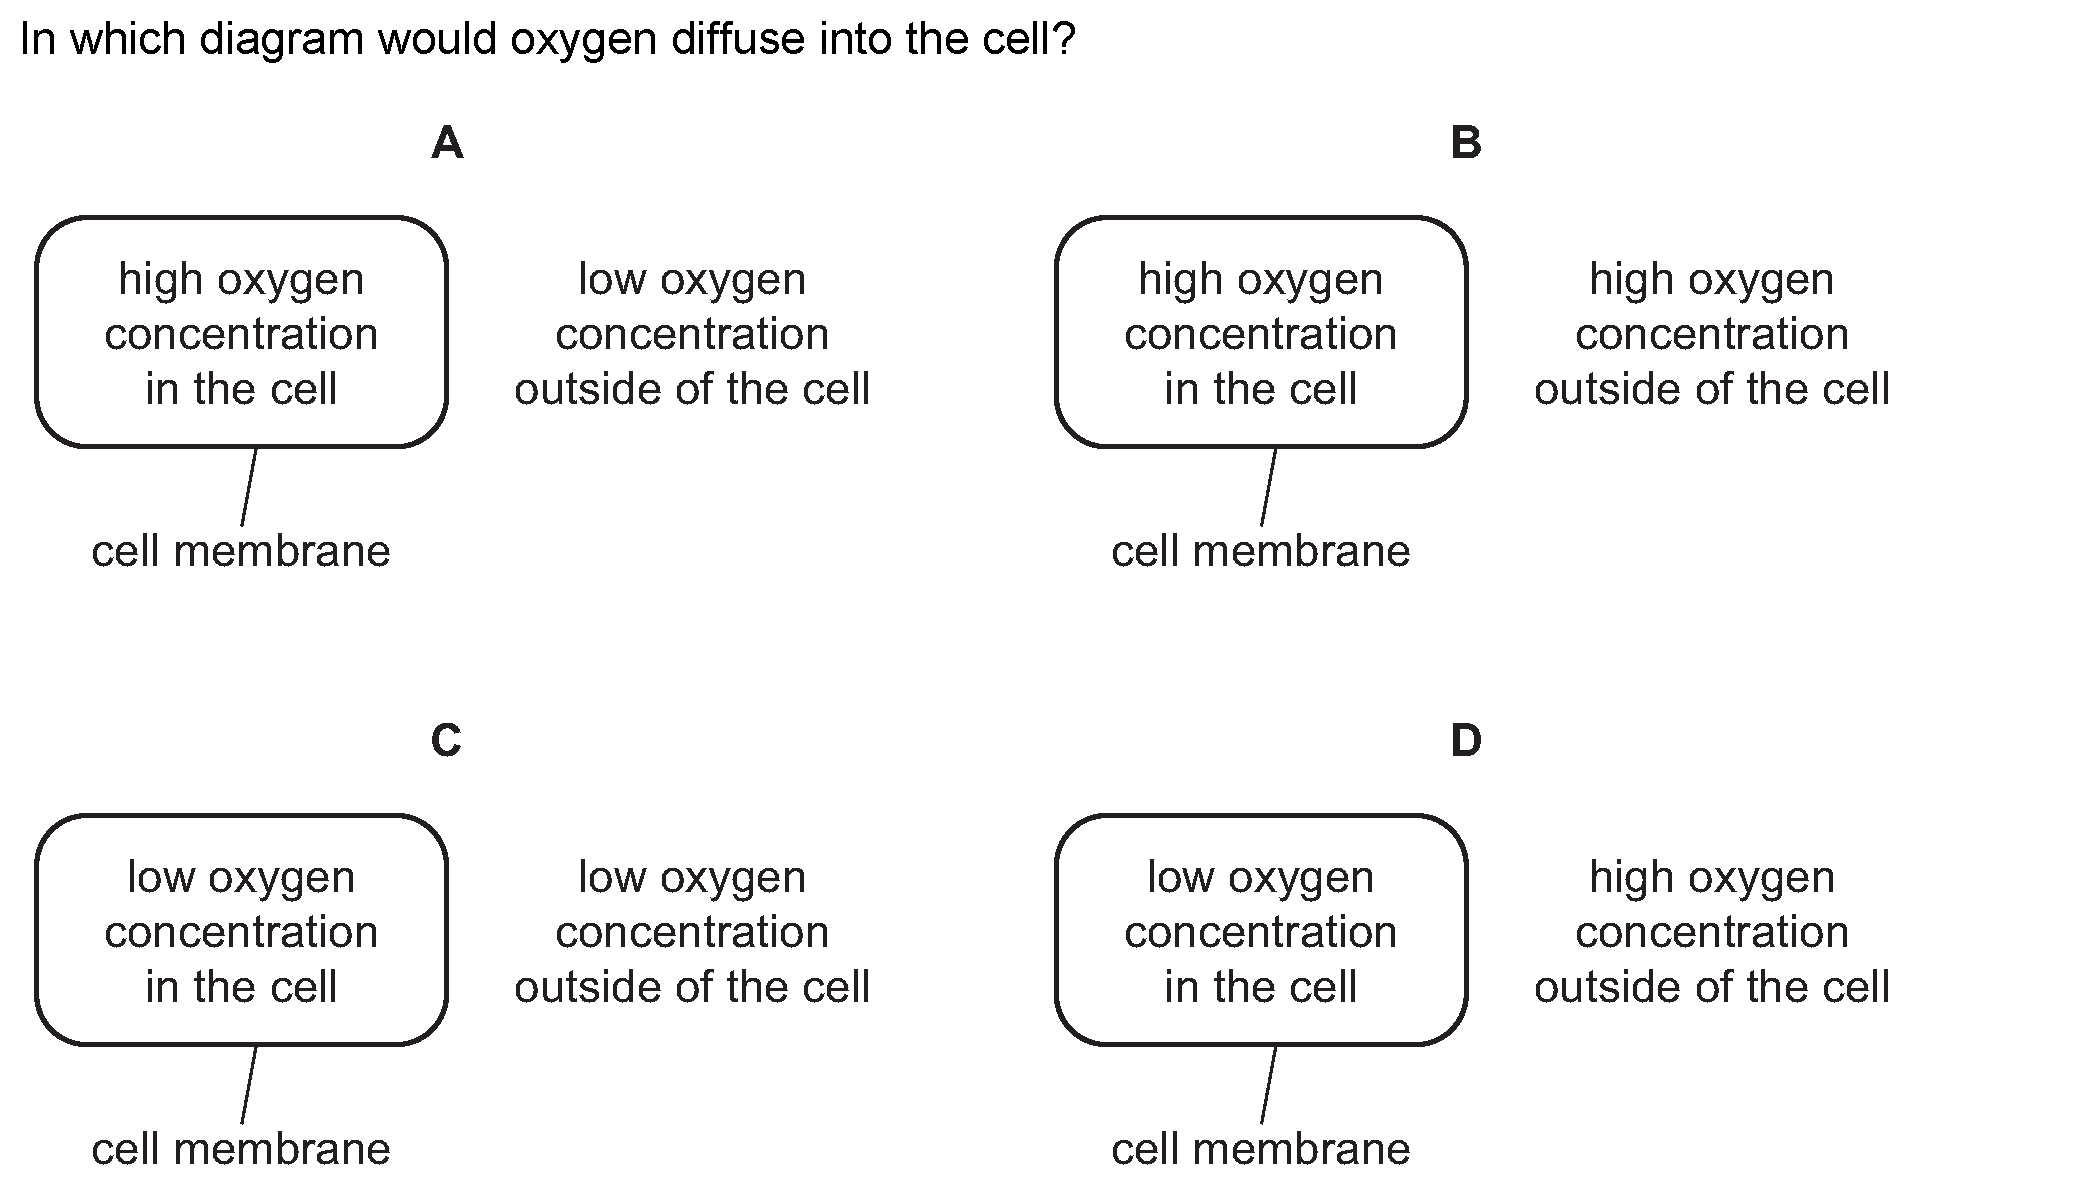 In which diagram would oxygen diffuse into the cell?
A
high oxygen
concentration
in the cell
low oxygen
concentration
outside of the cell
cell membrane
B
high oxygen
concentration
in the cell
high oxygen
concentration
outside of the cell
cell membrane
C
low oxygen
concentration
in the cell
low oxygen
concentration
outside of the cell
cell membrane
D
low oxygen
concentration
in the cell
high oxygen
concentration
outside of the cell
cell membrane